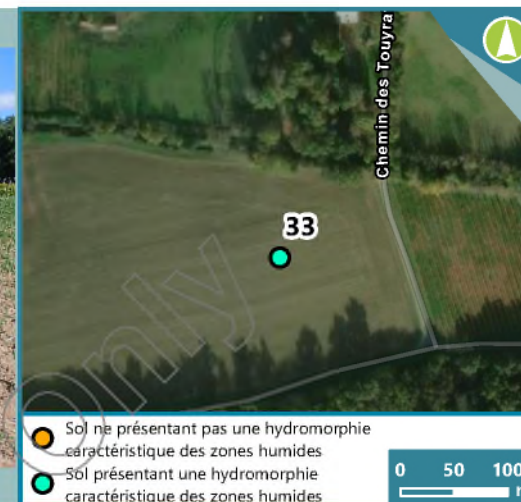 Chemin des Touyra
33
Only
Sol ne présentant pas une hydromorphie
caractéristique des zones humides
Sol présentant une hydromorphie
caractéristique des zones humides
0 50 100